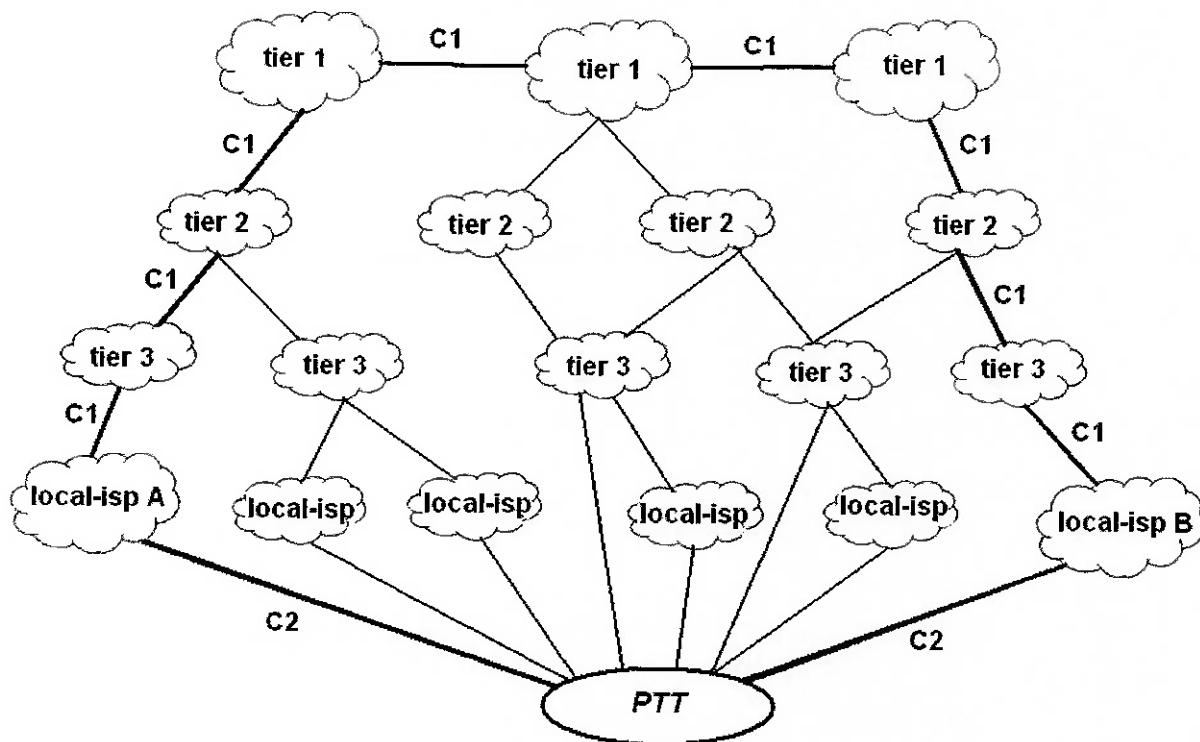 C1
C1
tier 1
tier 1
tier 1
C1
C1
tier 2
tier 2
tier 2
tier 2
C1
C1
tier 3
tier 3
tier 3
tier 3
tier 3
C1
C1
local-isp A
local-isp
local-isp
local-isp
local-isp
local-isp B
C2
C2
PTT